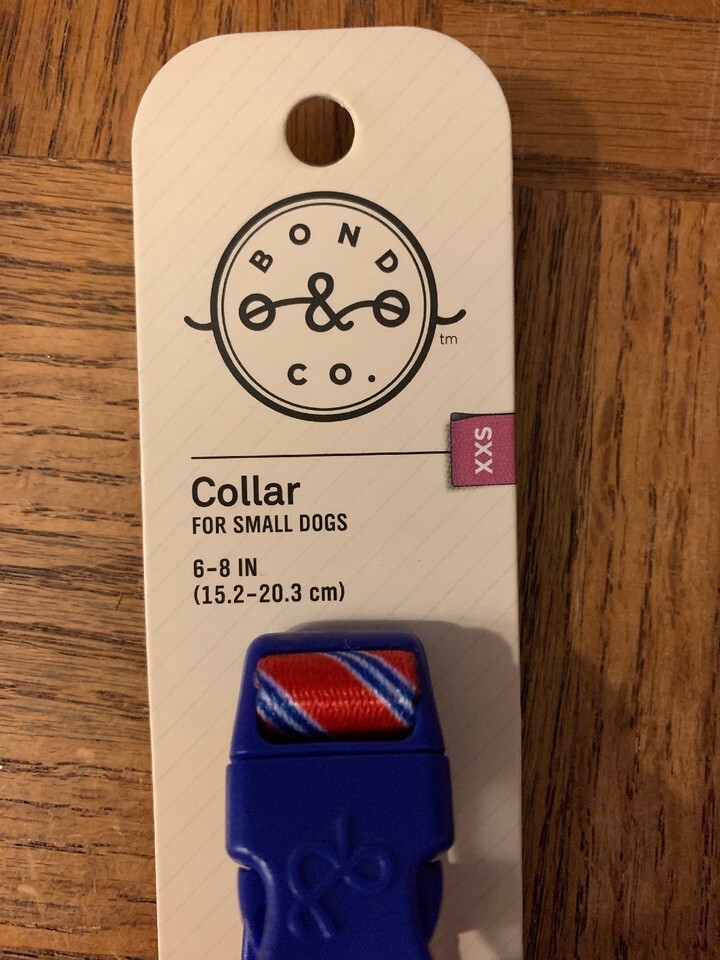 BOND
&
CO.
tm
XXS
Collar
FOR SMALL DOGS
6-8 IN
(15.2-20.3 cm)